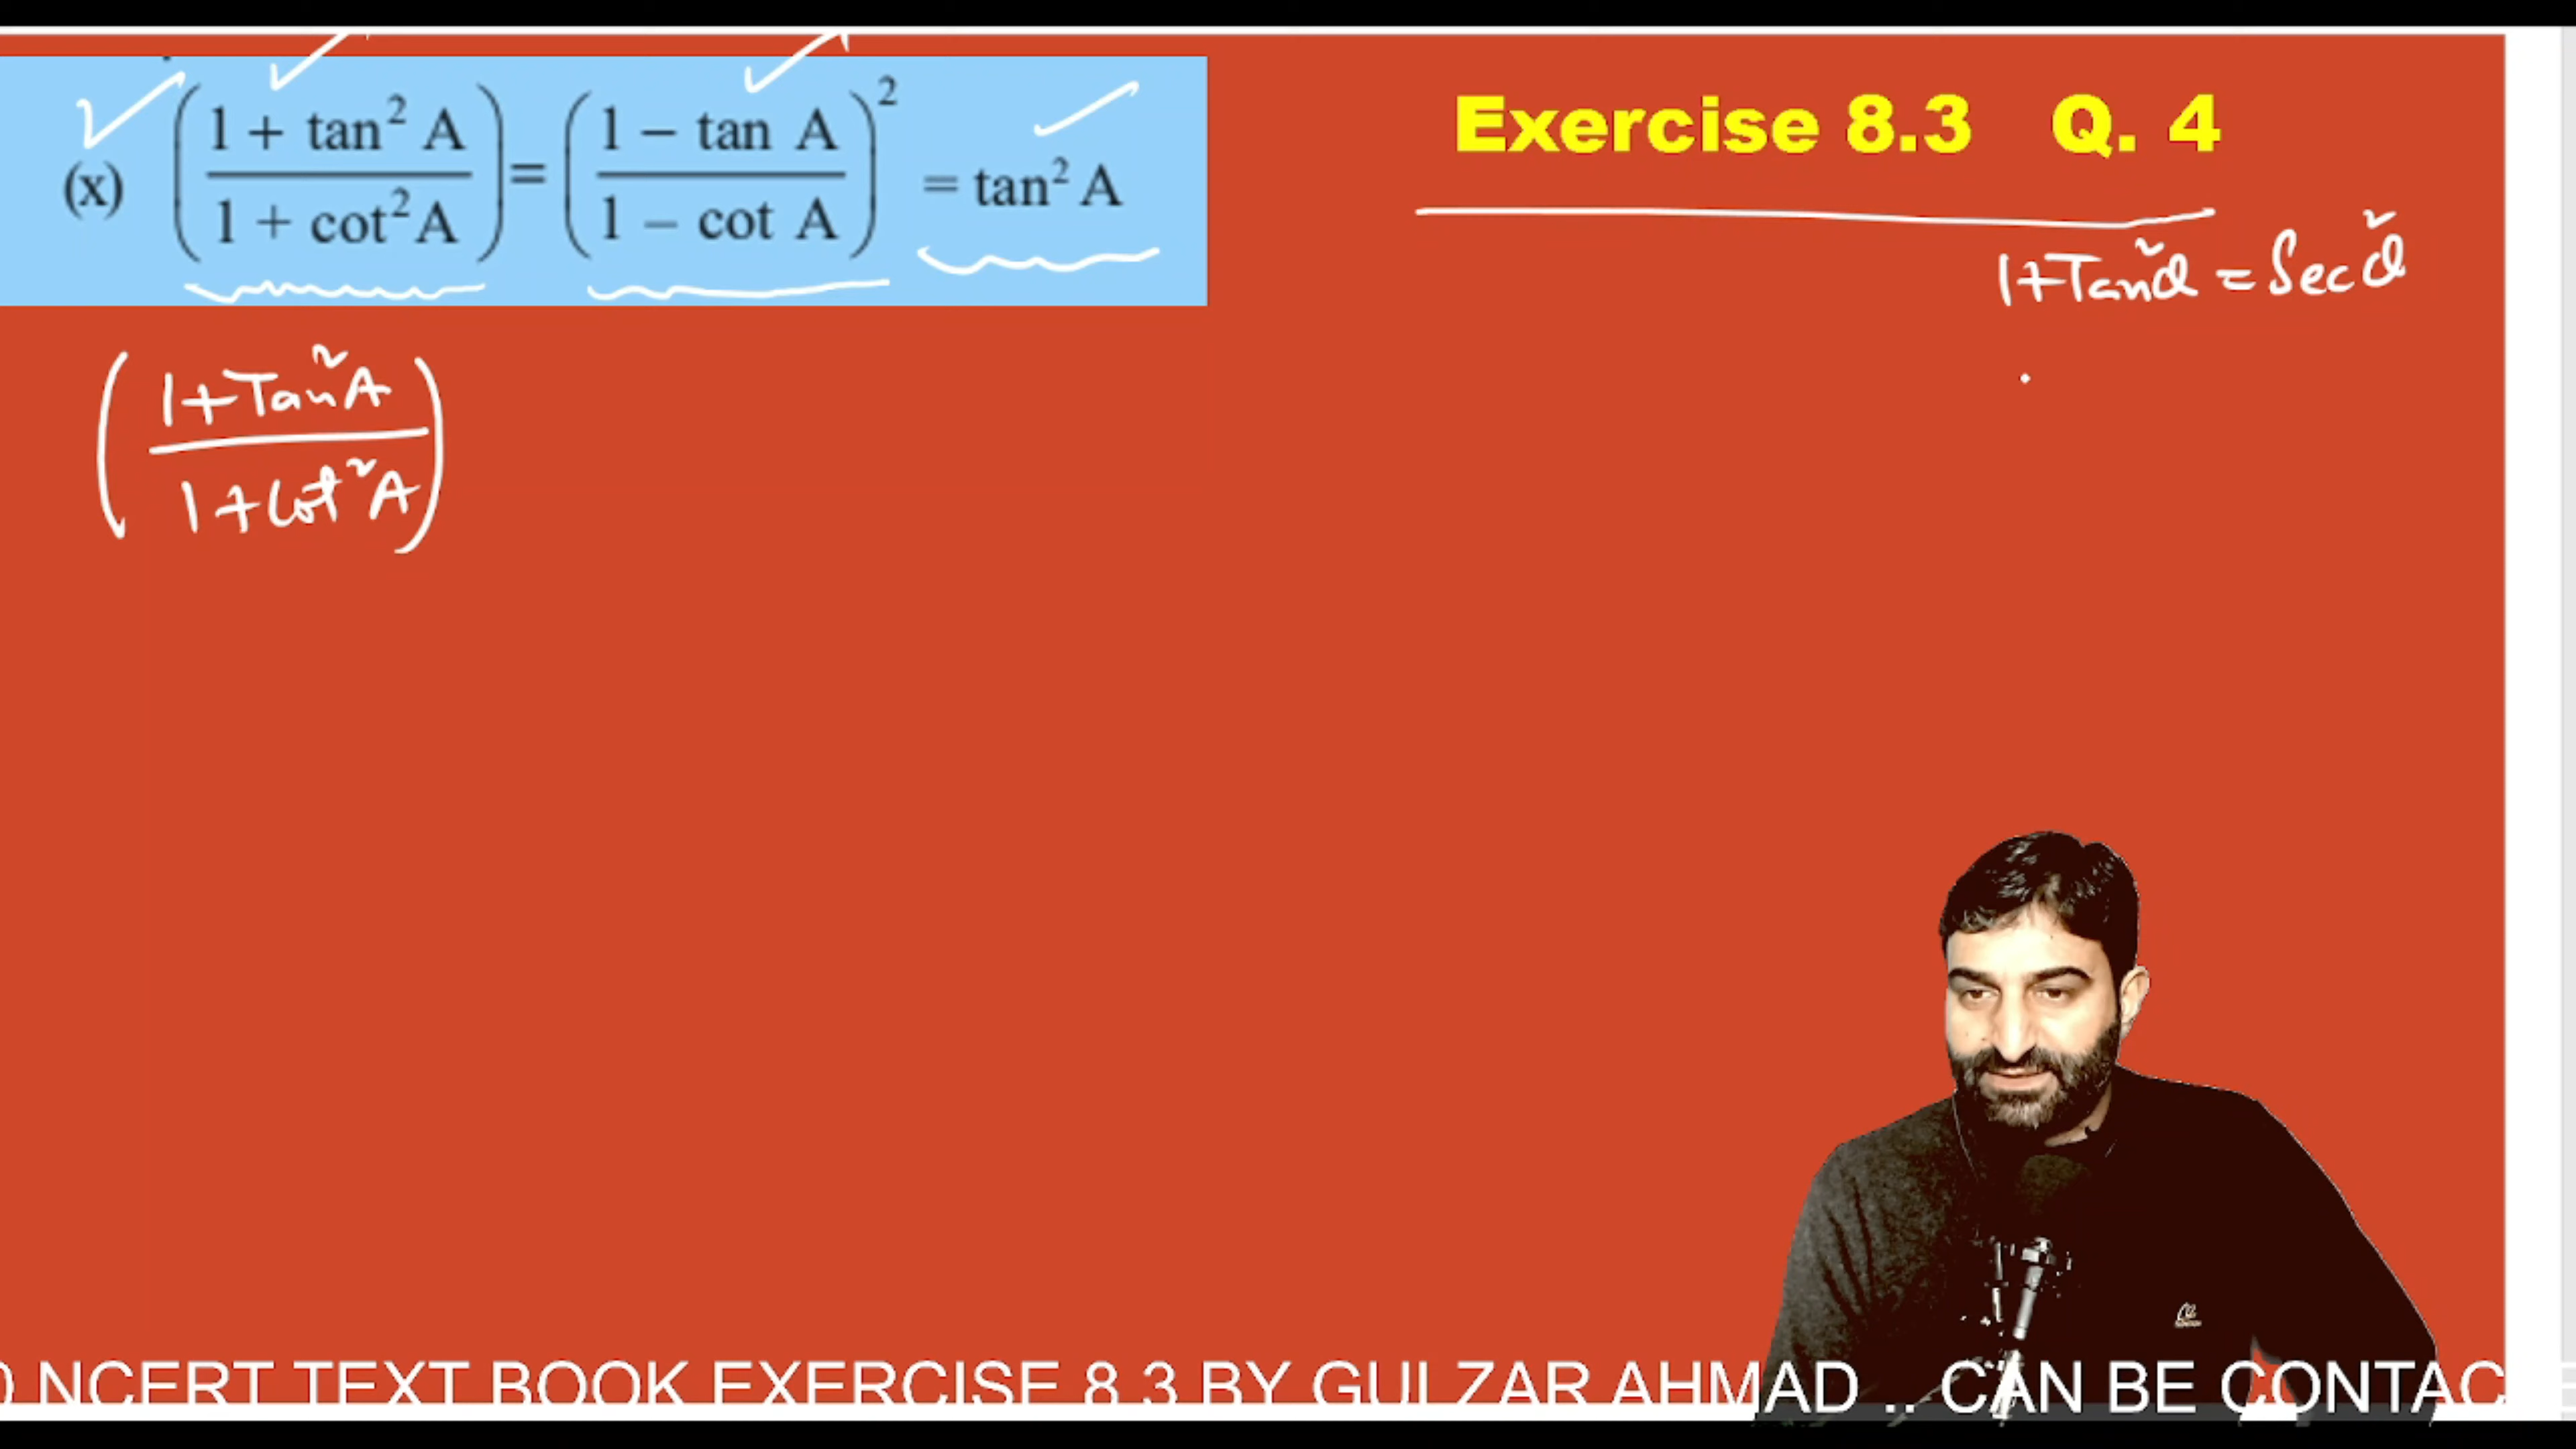 (x) (1 + tan² A / 1 + cot² A) = (1 − tan A / 1 − cot A)² = tan² A
Exercise 8.3 Q. 4
1+Tan²θ = Sec²θ
(1+Tan²A / 1+Cot²A)
NCERT TEXT BOOK EXERCISE 8.3 BY GULZAR AHMAD .. CAN BE CONTAC